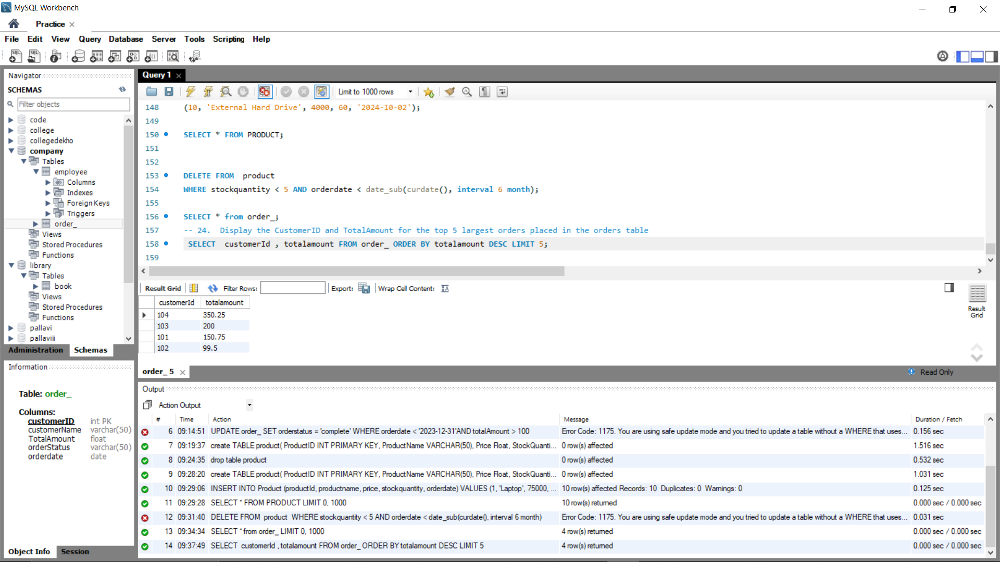 MySQL Workbench
Practice
File Edit View Query Database Server Tools Scripting Help
Navigator
SCHEMAS
Filter objects
code
college
collegedekho
company
Tables
employee
Columns
Indexes
Foreign Keys
Triggers
order_
Views
Stored Procedures
Functions
library
Tables
book
Views
Stored Procedures
Functions
pallavi
pallaviii
Administration Schemas
Information
Table: order_
Columns:
customerID int PK
customerName varchar(50)
TotalAmount float
orderStatus varchar(50)
orderdate date
Object Info Session
Query 1
Limit to 1000 rows
148 (10, 'External Hard Drive', 4000, 60, '2024-10-02');
149
150 SELECT * FROM PRODUCT;
151
152
153 DELETE FROM product
154 WHERE stockquantity < 5 AND orderdate < date_sub(curdate(), interval 6 month);
155
156 SELECT * from order_;
157 -- 24. Display the CustomerID and TotalAmount for the top 5 largest orders placed in the orders table
158 SELECT customerId , totalamount FROM order_ ORDER BY totalamount DESC LIMIT 5;
159
Result Grid Filter Rows: Export: Wrap Cell Content:
customerId totalamount
104 350.25
103 200
101 150.75
102 99.5
Result Grid
order_ 5
Read Only
Output
Action Output
# Time Action Message Duration / Fetch
6 09:14:51 UPDATE order_ SET orderstatus = 'complete' WHERE orderdate < '2023-12-31'AND totalAmount > 100 Error Code: 1175. You are using safe update mode and you tried to update a table without a WHERE that uses... 0.156 sec
7 09:19:37 create TABLE product( ProductID INT PRIMARY KEY, ProductName VARCHAR(50), Price Float, StockQuanti... 0 row(s) affected 1.516 sec
8 09:24:35 drop table product 0 row(s) affected 0.532 sec
9 09:28:20 create TABLE product( ProductID INT PRIMARY KEY, ProductName VARCHAR(50), Price Float, StockQuanti... 0 row(s) affected 1.031 sec
10 09:29:06 INSERT INTO Product (productId, productname, price, stockquantity, orderdate) VALUES (1, 'Laptop', 75000, ... 10 row(s) affected Records: 10 Duplicates: 0 Warnings: 0 0.125 sec
11 09:29:28 SELECT * FROM PRODUCT LIMIT 0, 1000 10 row(s) returned 0.000 sec / 0.000 sec
12 09:31:40 DELETE FROM product WHERE stockquantity < 5 AND orderdate < date_sub(curdate(), interval 6 month) Error Code: 1175. You are using safe update mode and you tried to update a table without a WHERE that uses... 0.031 sec
13 09:34:34 SELECT * from order_ LIMIT 0, 1000 4 row(s) returned 0.000 sec / 0.000 sec
14 09:37:49 SELECT customerId , totalamount FROM order_ ORDER BY totalamount DESC LIMIT 5 4 row(s) returned 0.000 sec / 0.000 sec